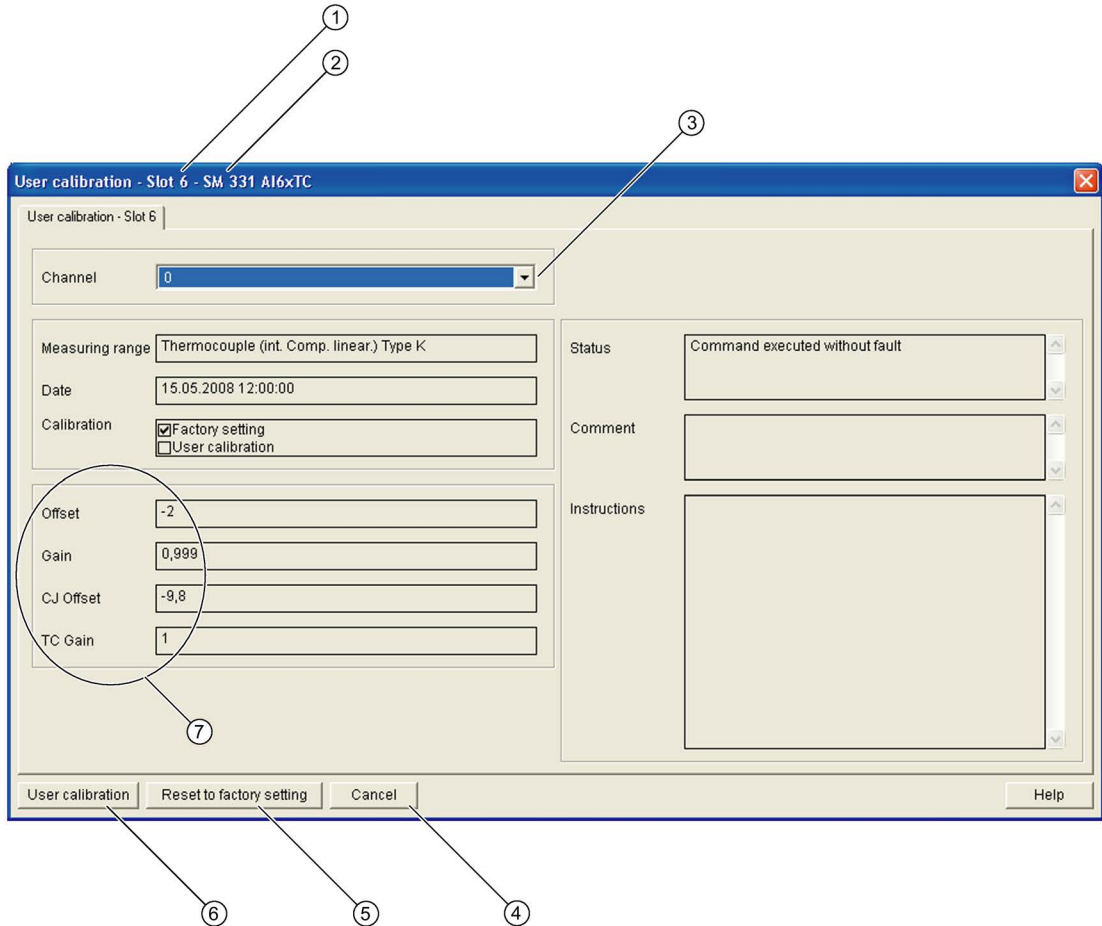 ①
②
③
User calibration - Slot 6 - SM 331 AI6xTC
User calibration - Slot 6
Channel
0
Measuring range
Thermocouple (int. Comp. linear.) Type K
Date
15.05.2008 12:00:00
Calibration
Factory setting
User calibration
Offset
-2
Gain
0,999
CJ Offset
-9,8
TC Gain
1
Status
Command executed without fault
Comment
Instructions
⑦
User calibration
Reset to factory setting
Cancel
Help
⑥
⑤
④